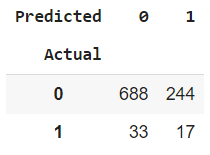 Predicted 0 1
Actual
0 688 244
1 33 17